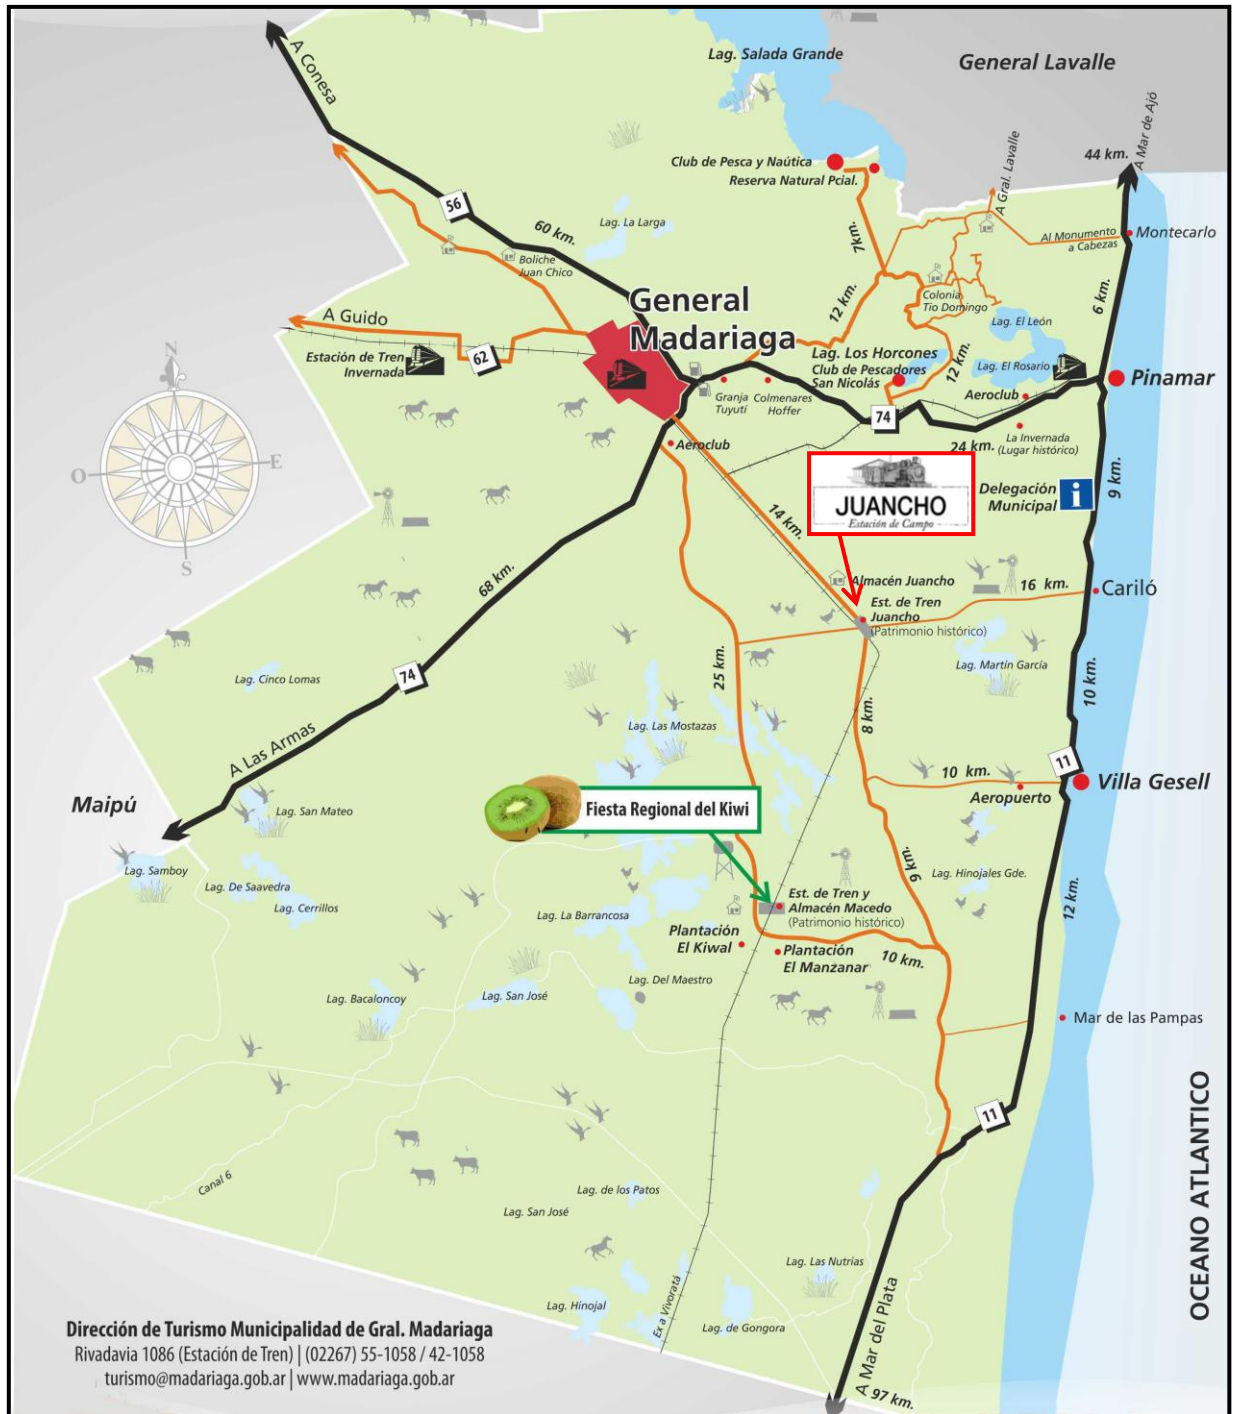 A Conesa
Lag. Salada Grande
General Lavalle
A Mar de Ajó
44 km.
Club de Pesca y Naútica
Reserva Natural Pcial.
A Gral. Lavalle
56
60 km.
Lag. La Larga
7km.
Al Monumento
a Cabezas
Montecarlo
Boliche
Juan Chico
General
Madariaga
12 km.
Colonia
Tio Domingo
6 km.
A Guido
Lag. El León
N
Estación de Tren
Invernada
62
Lag. Los Horcones
Club de Pescadores
San Nicolás
12 km.
Lag. El Rosario
Pinamar
Granja
Tuyutí
Colmenares
Hoffer
74
Aeroclub
La Invernada
(Lugar histórico)
24 km.
Aeroclub
O
E
S
JUANCHO
Estación de Campo
Delegación
Municipal
i
9 km.
14 km.
68 km.
Almacén Juancho
Est. de Tren
Juancho
(Patrimonio histórico)
16 km.
Cariló
Lag. Cinco Lomas
74
25 km.
Lag. Martín García
10 km.
8 km.
Lag. Las Mostazas
A Las Armas
11
10 km.
Villa Gesell
Aeropuerto
Maipú
Lag. San Mateo
Fiesta Regional del Kiwi
Lag. Samboy
Lag. De Saavedra
Lag. Cerrillos
9 km.
Lag. Hinojales Gde.
12 km.
Est. de Tren y
Almacén Macedo
(Patrimonio histórico)
Lag. La Barrancosa
Plantación
El Kiwal
Plantación
El Manzanar
10 km.
Lag. Del Maestro
Lag. Bacaloncoy
Lag. San José
Mar de las Pampas
11
OCEANO ATLANTICO
Canal 6
Lag. de los Patos
Lag. San José
Lag. Las Nutrias
Ex a Vivoratá
Lag. Hinojal
Lag. de Gongora
A Mar del Plata
97 km.
Dirección de Turismo Municipalidad de Gral. Madariaga
Rivadavia 1086 (Estación de Tren) | (02267) 55-1058 / 42-1058
turismo@madariaga.gob.ar | www.madariaga.gob.ar